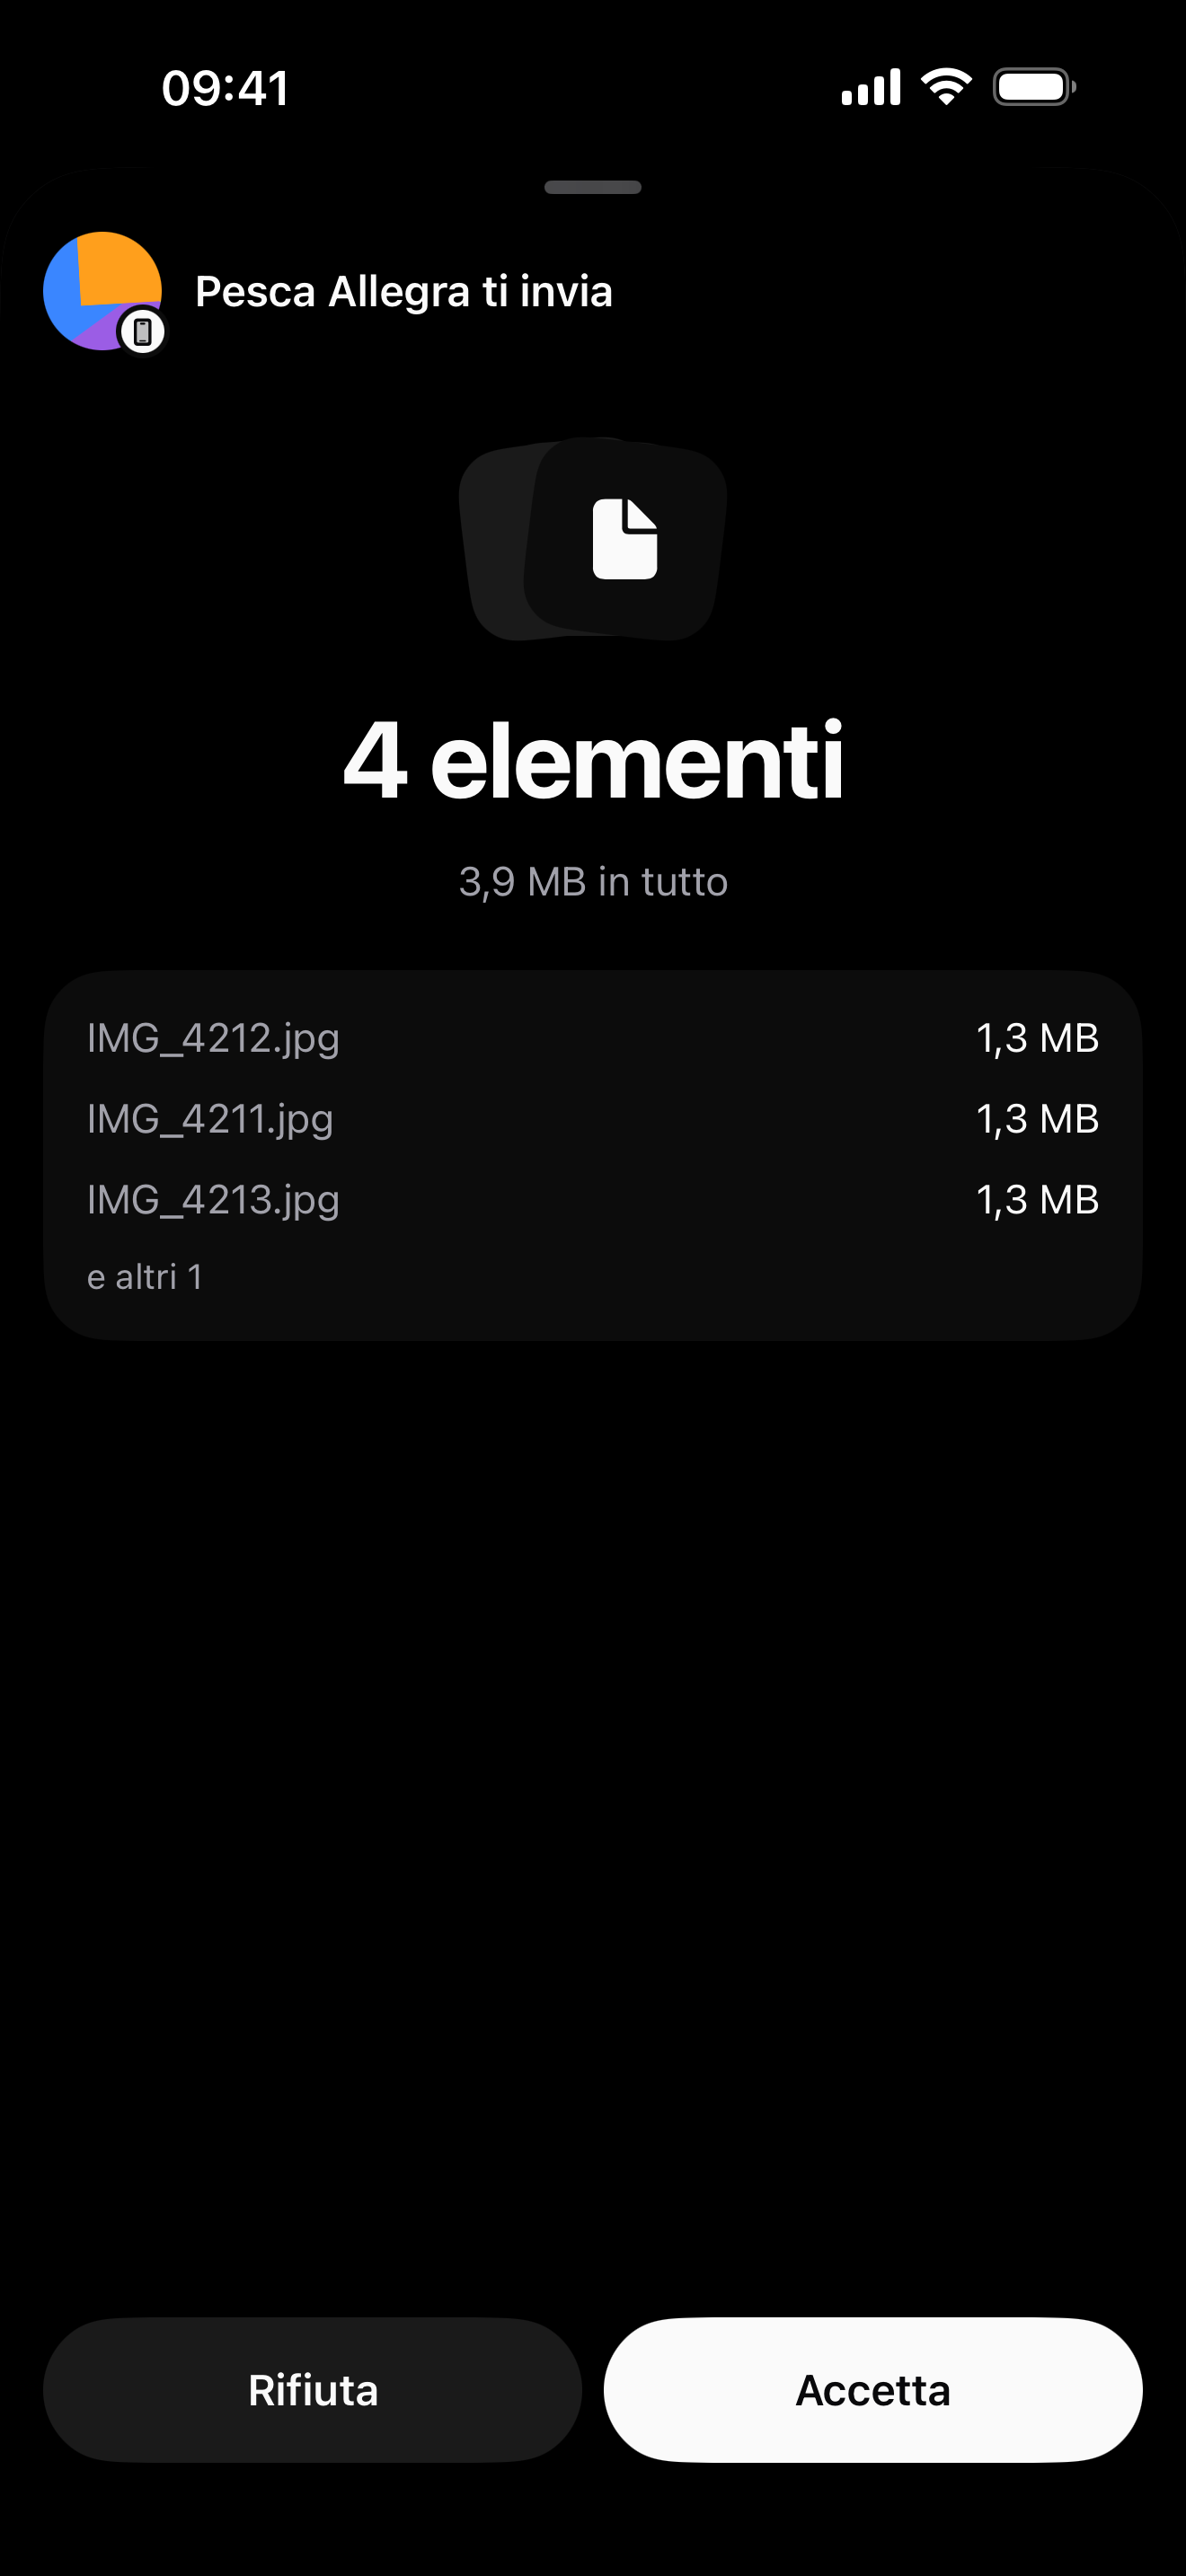 09:41
Pesca Allegra ti invia
4 elementi
3,9 MB in tutto
IMG_4212.jpg 1,3 MB
IMG_4211.jpg 1,3 MB
IMG_4213.jpg 1,3 MB
e altri 1
Rifiuta Accetta